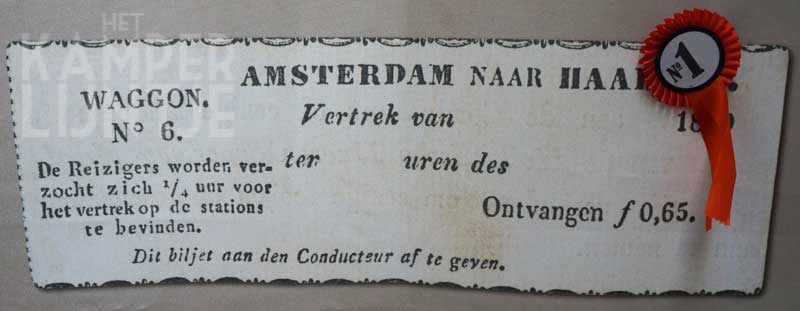 HET
KAMPER
LIJNTJE
AMSTERDAM NAAR
WAGGON.
Nº 6.
Vertrek van
ter uren des
De Reizigers worden ver-
zocht zich 1/4 uur voor
het vertrek op de stations
te bevinden.
Ontvangen f 0,65.
Dit biljet aan den Conducteur af te geven.
Nº 1